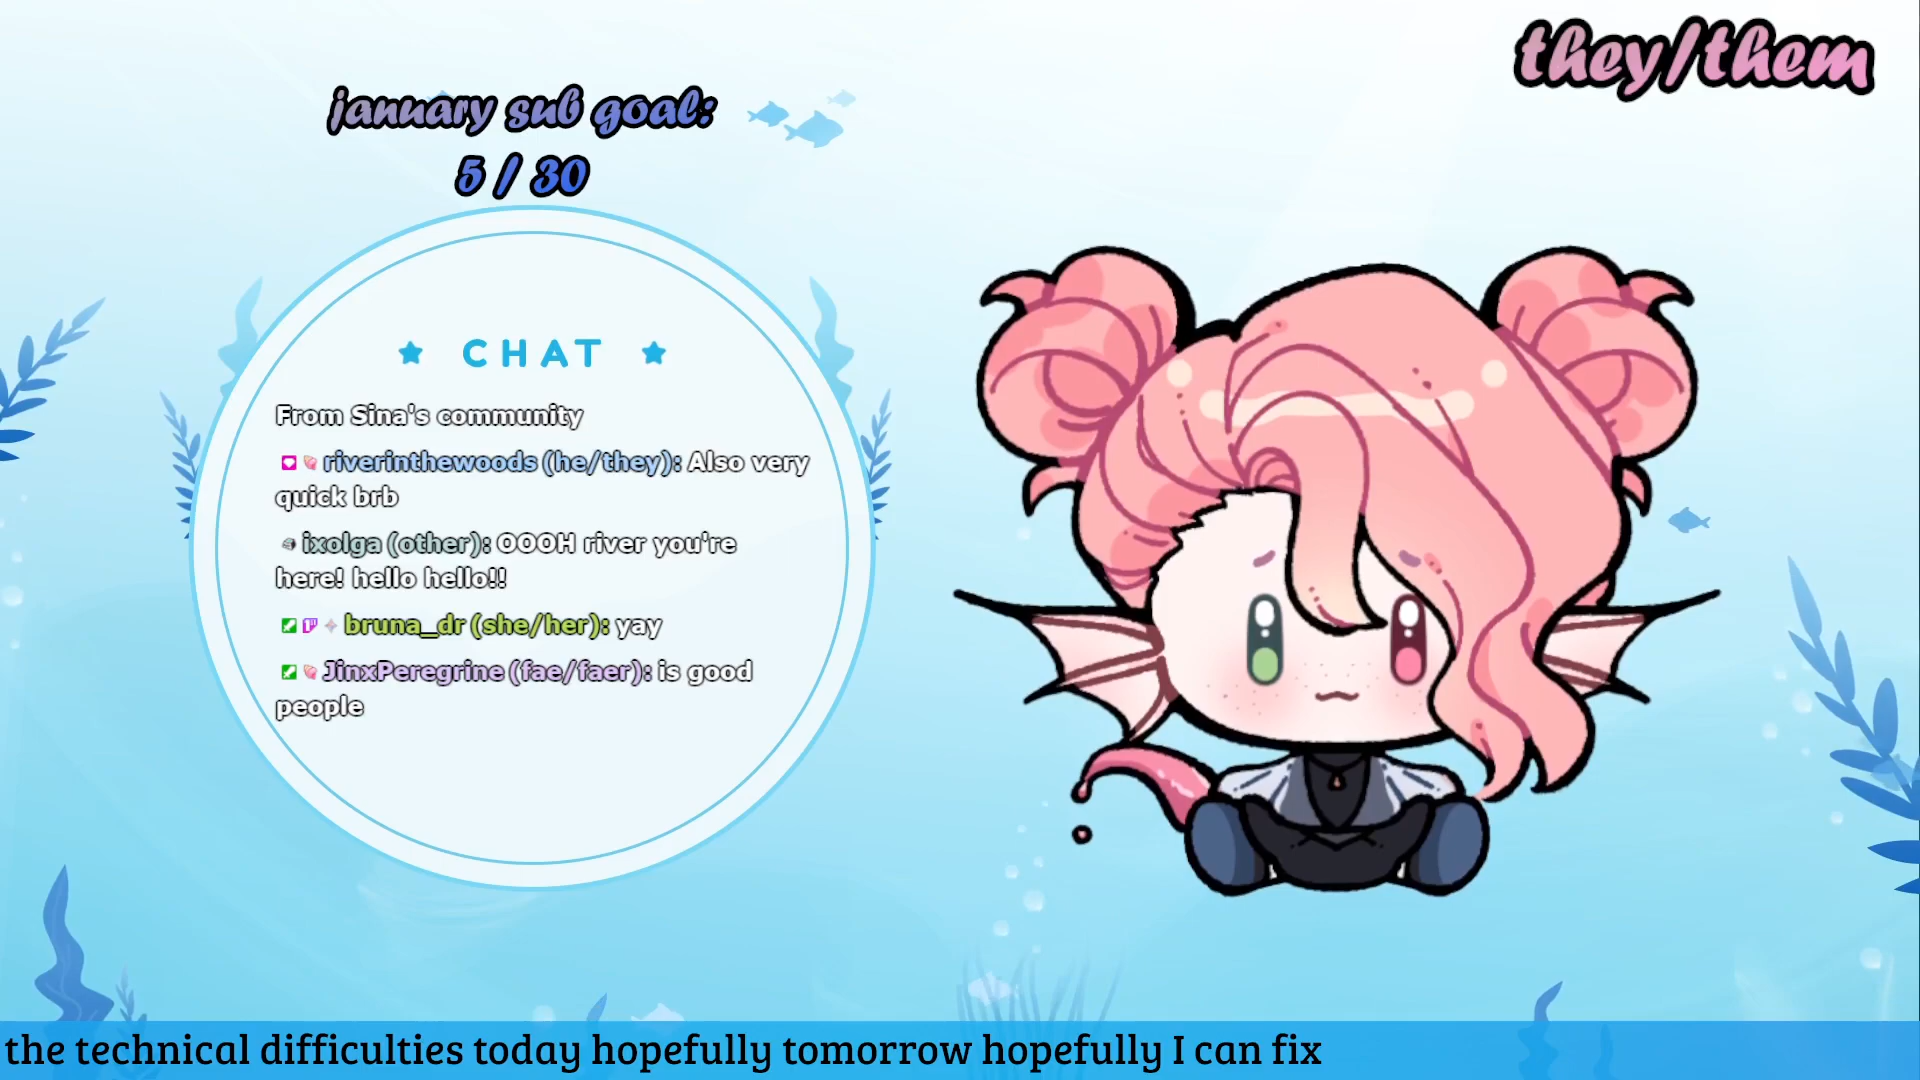 they/them
january sub goal:
5 / 30
CHAT
From Sina's community
riverinthewoods (he/they): Also very
quick brb
ixolga (other): OOOH river you're
here! hello hello!!
bruna_dr (she/her): yay
JinxPeregrine (fae/faer): is good
people
the technical difficulties today hopefully tomorrow hopefully I can fix